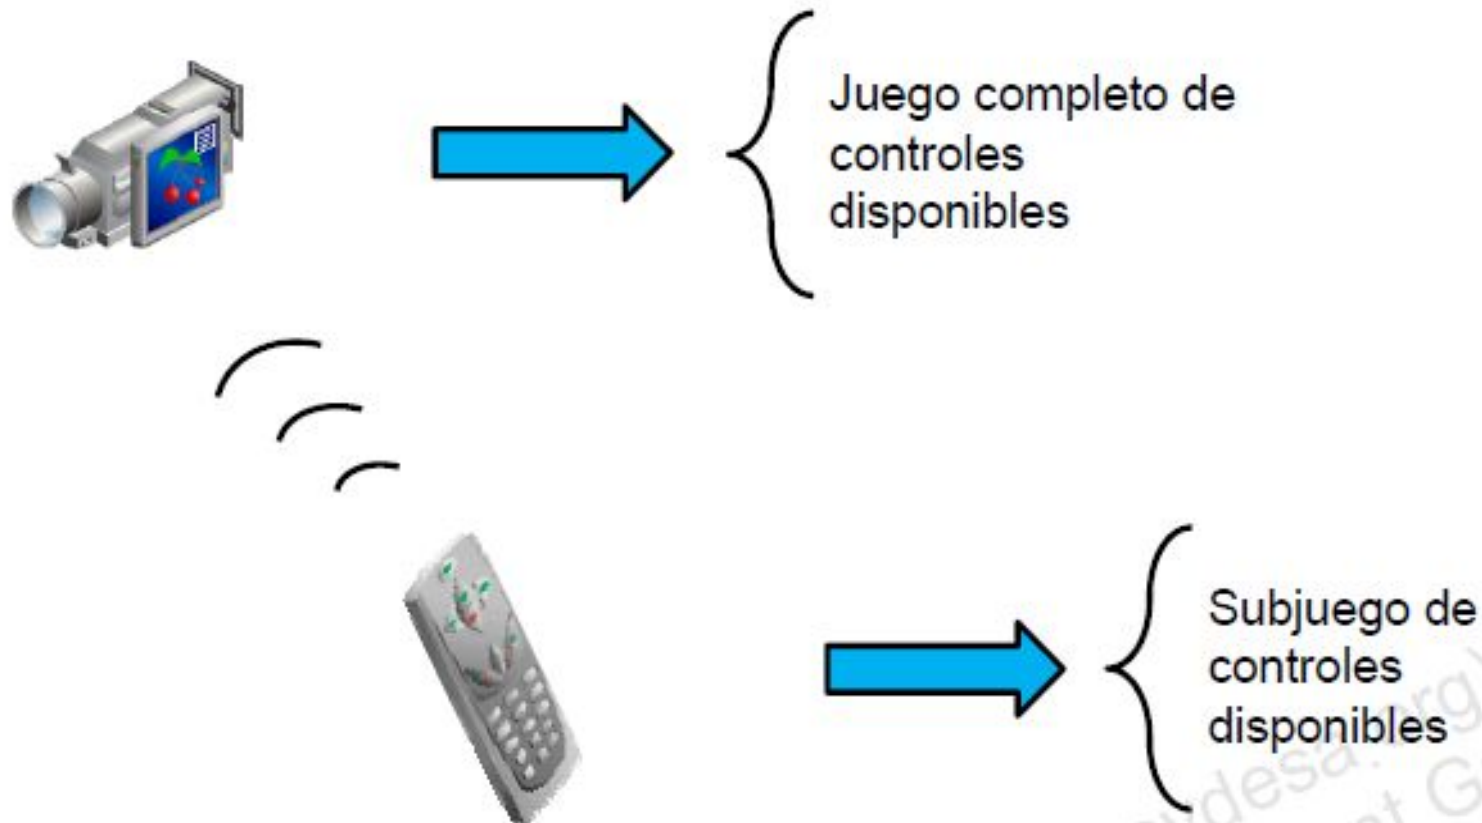 Juego completo de
controles
disponibles
Subjuego de
controles
disponibles